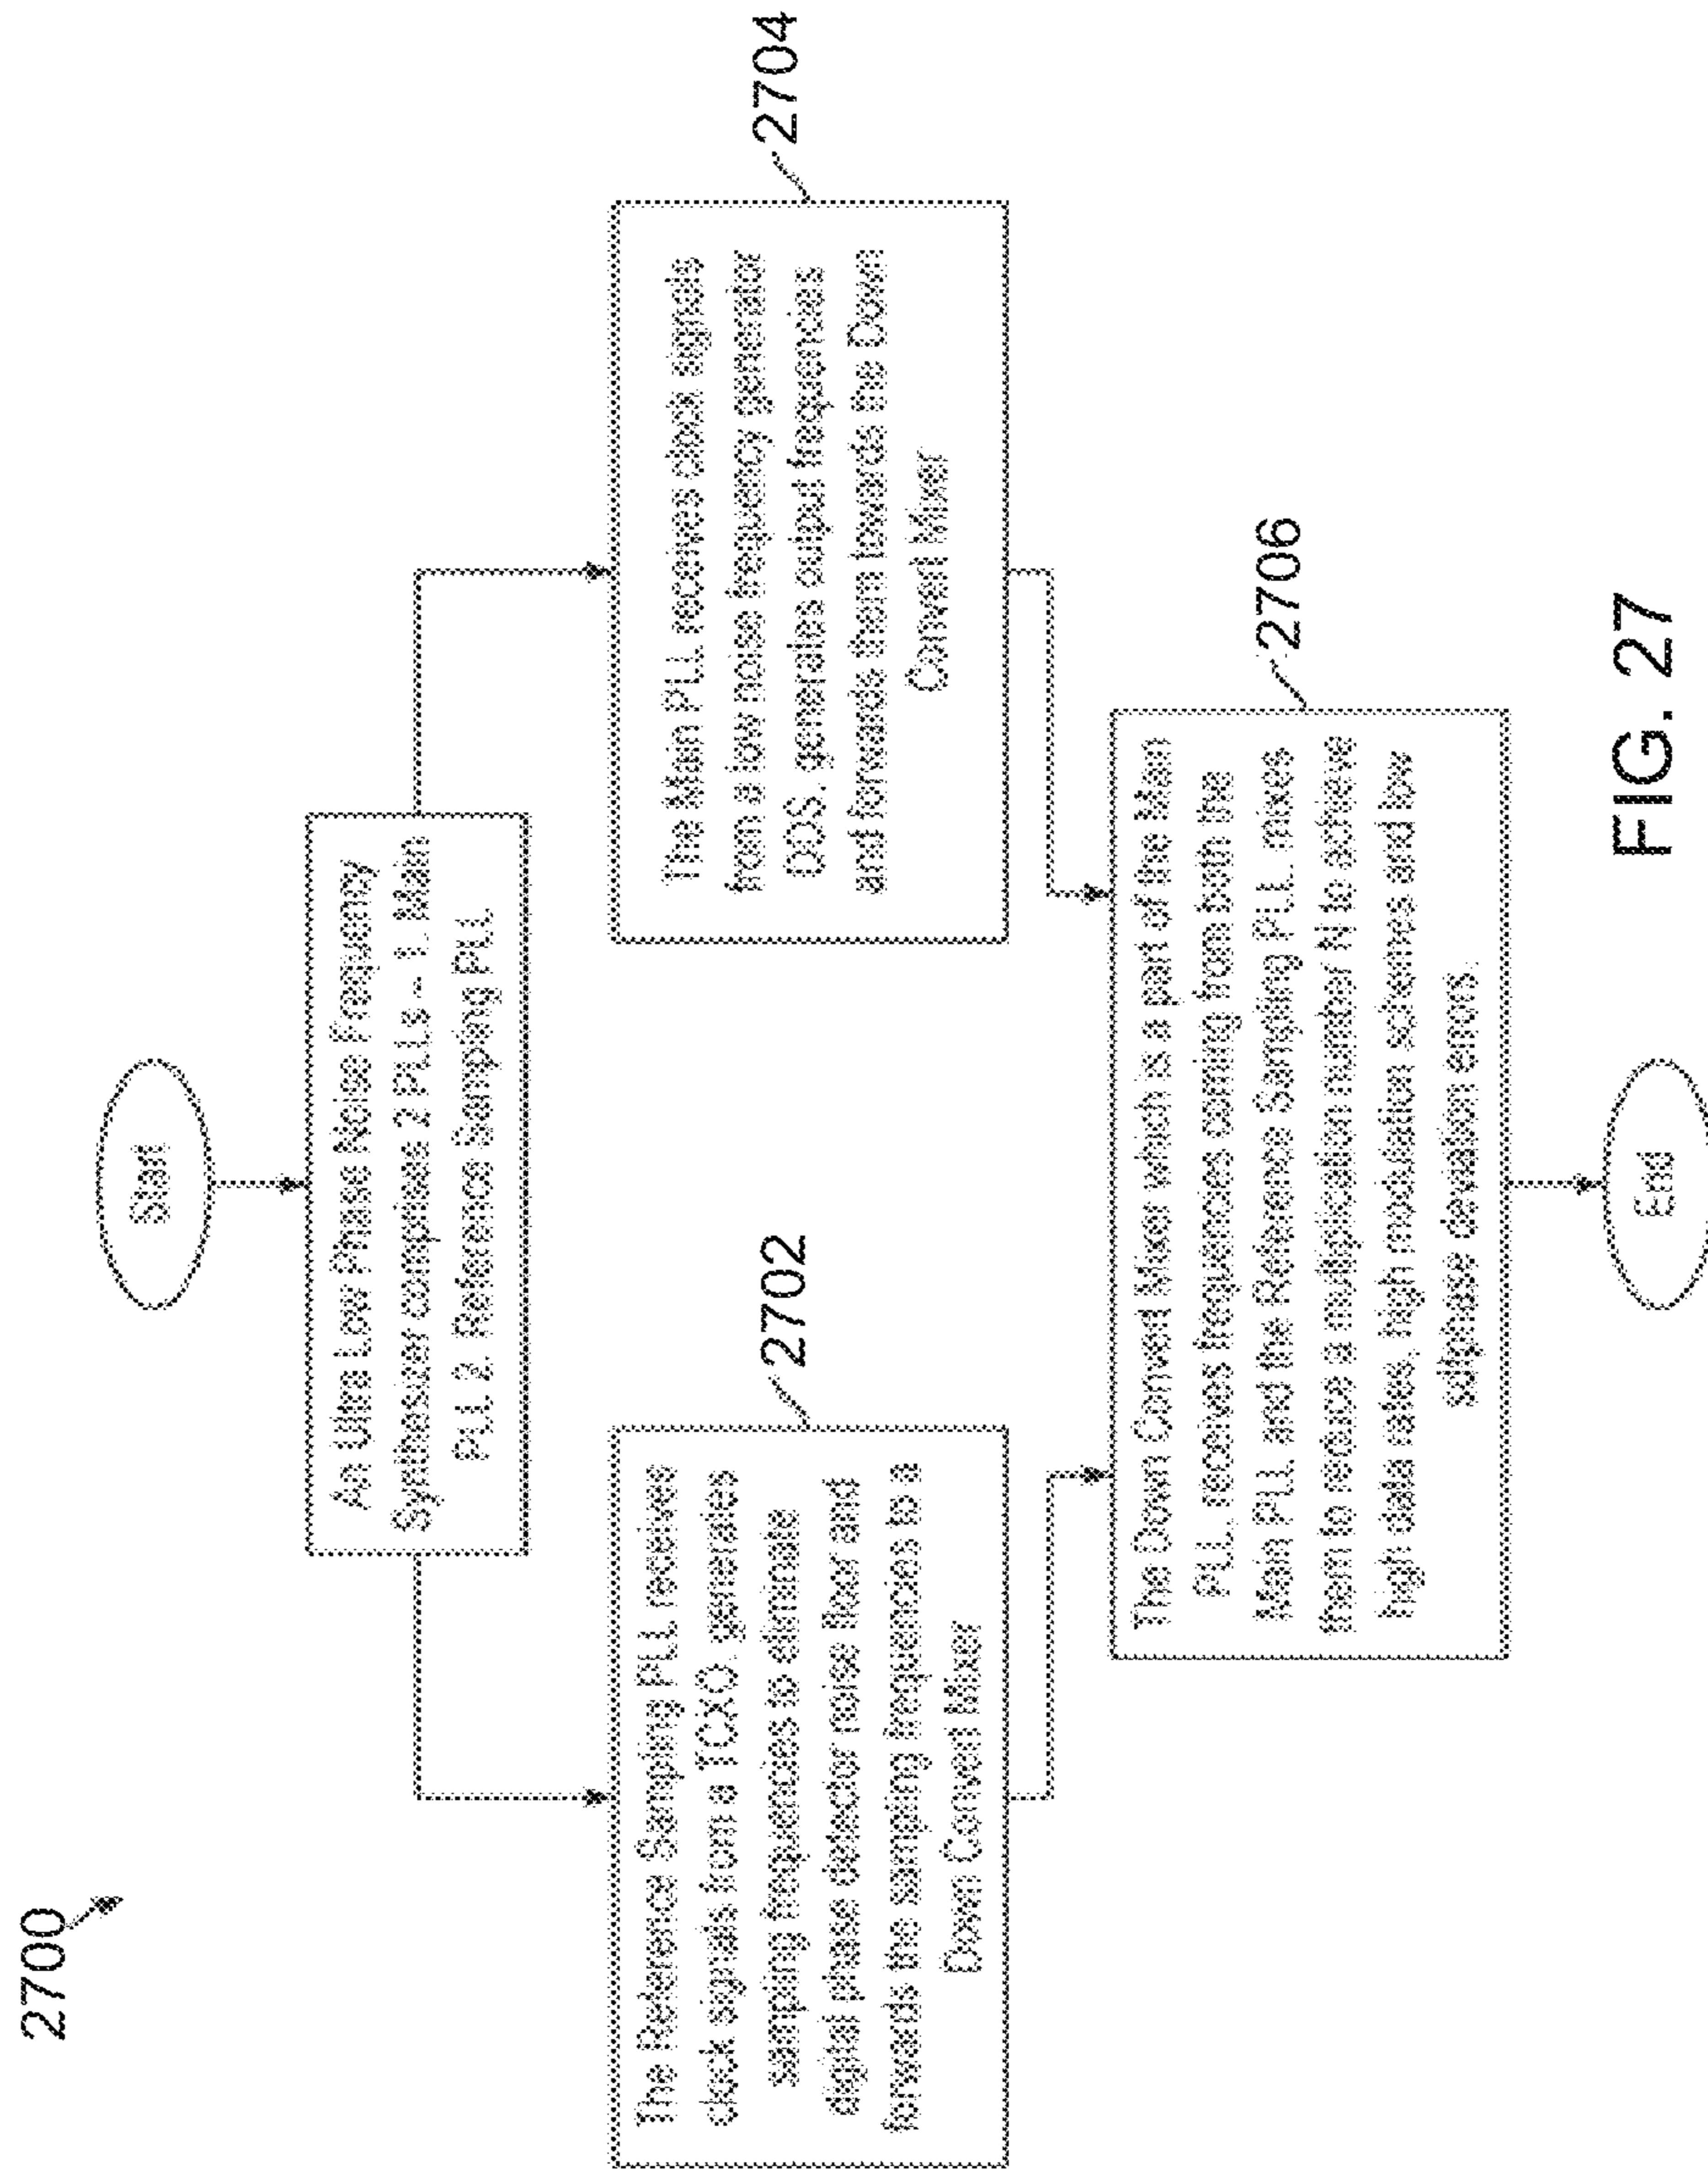 2700
Start
An Ultra Low Phase Noise Frequency
Synthesizer comprises 2 PLLs – 1. Main
PLL 2. Reference Sampling PLL
2702
The Reference Sampling PLL receives
clock signals from a TCXO, generates
sampling frequencies to eliminate
digital phase detector noise floor and
forwards the sampling frequencies to a
Down Convert Mixer
2704
The Main PLL receives clock signals
from a low noise frequency generator
DDS, generates output frequencies
and forwards them towards the Down
Convert Mixer
2706
The Down Convert Mixer which is a part of the Main
PLL, receives frequencies coming from both the
Main PLL and the Reference Sampling PLL, mixes
them to reduce a multiplication number N to achieve
high data rates, high modulation schemes and low
deviation errors.
End
FIG. 27